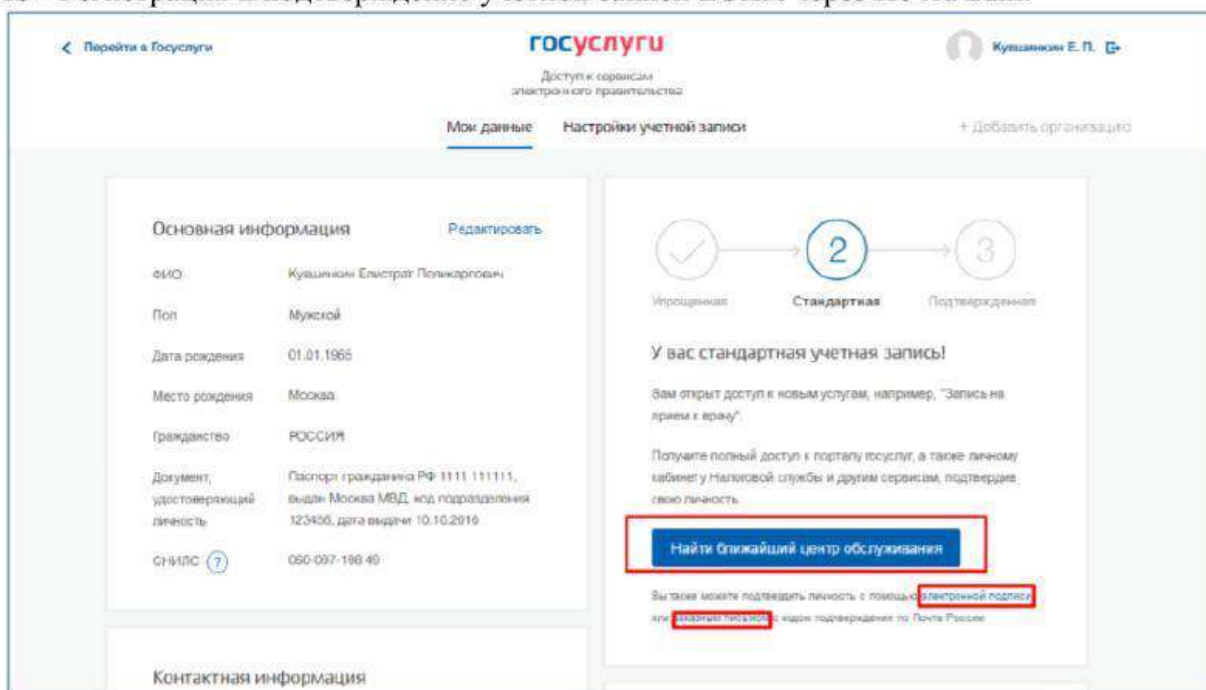 Перейти в Госуслуги
госуслуги
Кувшинкин Е. П.
Доступ к сервисам
электронного правительства
Мои данные
Настройки учетной записи
+ Добавить организацию
Основная информация
Редактировать
ФИО
Кувшинкин Елистрат Поликарпович
Пол
Мужской
Дата рождения
01.01.1965
Место рождения
Москва
Гражданство
РОССИЯ
Документ,
удостоверяющий
личность
Паспорт гражданина РФ 1111 111111,
выдан Москва МВД, код подразделения
123456, дата выдачи 10.10.2016
СНИЛС ?
Контактная информация
2
3
Упрощенная
Стандартная
Подтвержденная
У вас стандартная учетная запись!
Вам открыт доступ к новым услугам, например, "Запись на
прием к врачу".
Получите полный доступ к порталу госуслуг, а также личному
кабинету Налоговой службы и другим сервисам, подтвердив
свою личность.
Найти ближайший центр обслуживания
Вы также можете подтвердить личность с помощью электронной подписи
или заказным письмом с кодом подтверждения по Почте России